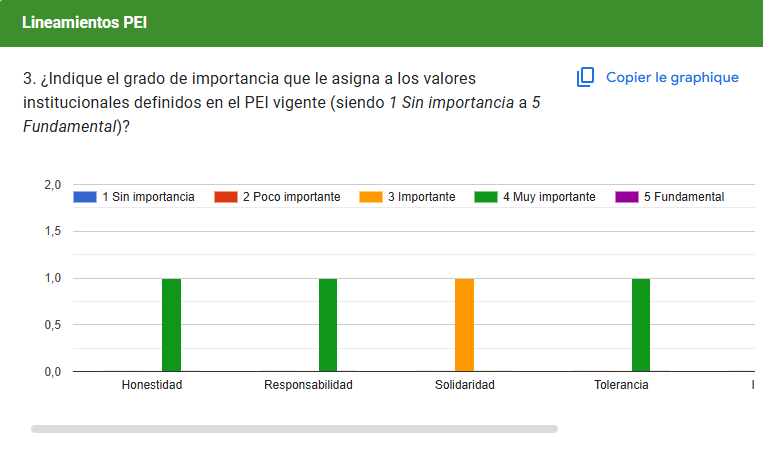 Lineamientos PEI
3. ¿Indique el grado de importancia que le asigna a los valores
institucionales definidos en el PEI vigente (siendo 1 Sin importancia a 5
Fundamental)?
Copier le graphique
1 Sin importancia 2 Poco importante 3 Importante 4 Muy importante 5 Fundamental
2,0
1,5
1,0
0,5
0,0
Honestidad Responsabilidad Solidaridad Tolerancia